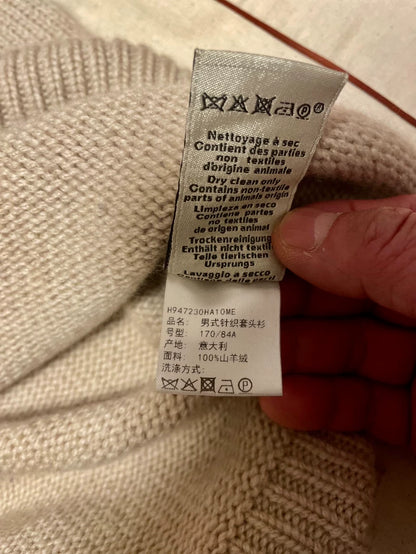 Nettoyage à sec
Contient des parties
non textiles
d'origine animale
Dry clean only
Contains non-textile
parts of animals origin
Limpieza en seco
Contiene partes
no textiles
de origen animal
Trockenreinigung
Enthält nicht textile
Teile tierischen
Ursprungs
Lavaggio a secco
Contiene delle parti
H947230HA10ME
品名: 男式针织套头衫
号型: 170/84A
产地: 意大利
面料: 100%山羊绒
洗涤方式: